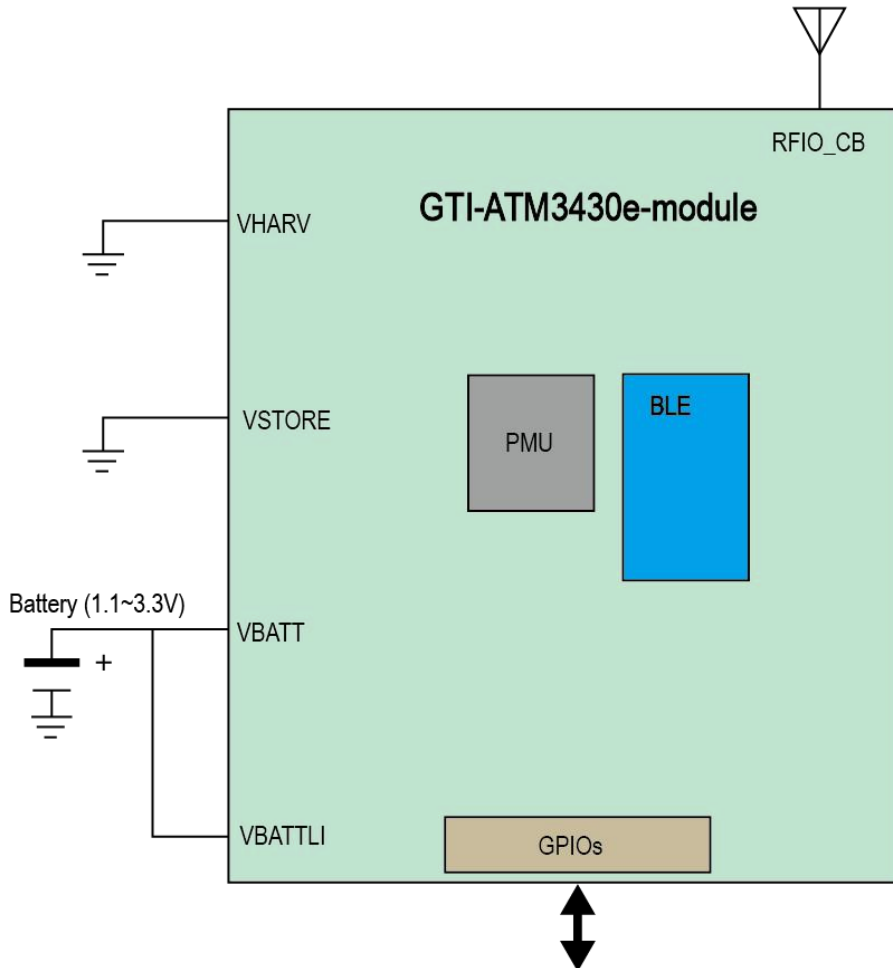 RFIO_CB
GTI-ATM3430e-module
VHARV
VSTORE
PMU
BLE
Battery (1.1~3.3V)
+
VBATT
VBATTLI
GPIOs